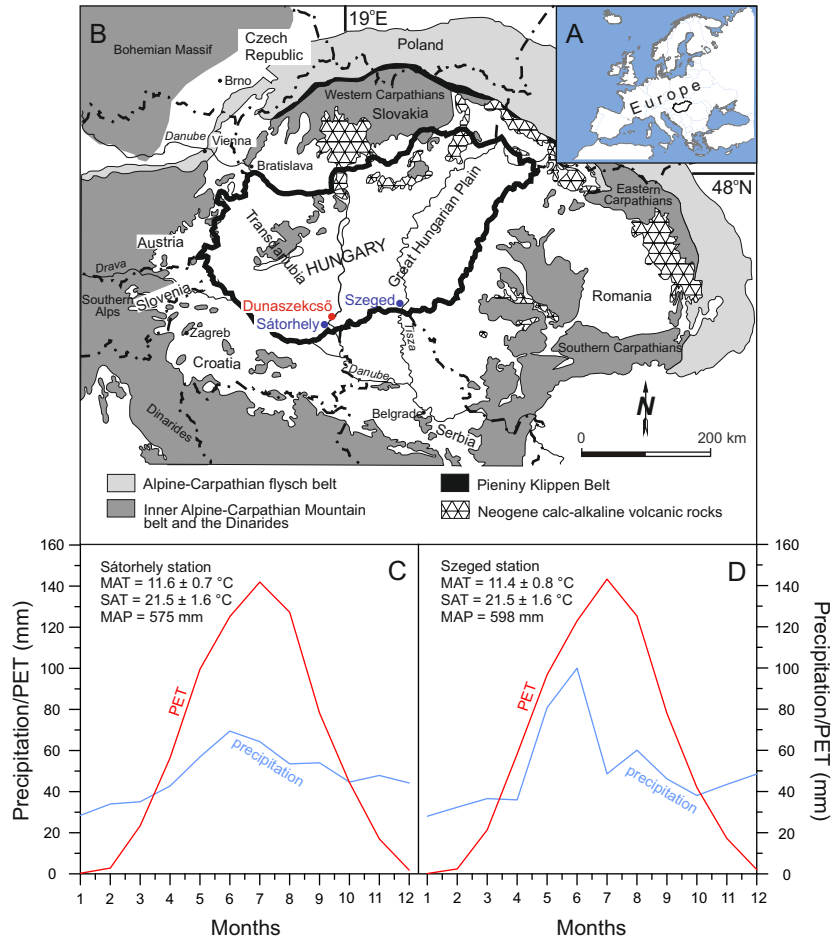 B
19°E
A
Bohemian Massif
Czech
Republic
Poland
Brno
Europe
Western Carpathians
Slovakia
Danube
Vienna
Bratislava
48°N
Eastern
Carpathians
Transdanubia
HUNGARY
Great Hungarian Plain
Austria
Drava
Southern
Alps
Slovenia
Dunaszekcső
Szeged
Sátorhely
Romania
Zagreb
Tisza
Southern Carpathians
Croatia
Danube
Belgrade
Dinarides
Serbia
N
0 200 km
Alpine-Carpathian flysch belt
Pieniny Klippen Belt
Inner Alpine-Carpathian Mountain
belt and the Dinarides
Neogene calc-alkaline volcanic rocks
Precipitation/PET (mm)
160
140
120
100
80
60
40
20
0
Sátorhely station
MAT = 11.6 ± 0.7 °C
SAT = 21.5 ± 1.6 °C
MAP = 575 mm
C
PET
precipitation
1 2 3 4 5 6 7 8 9 10 11 12
Months
Szeged station
MAT = 11.4 ± 0.8 °C
SAT = 21.5 ± 1.6 °C
MAP = 598 mm
D
PET
precipitation
1 2 3 4 5 6 7 8 9 10 11 12
Months
160
140
120
100
80
60
40
20
0
Precipitation/PET (mm)